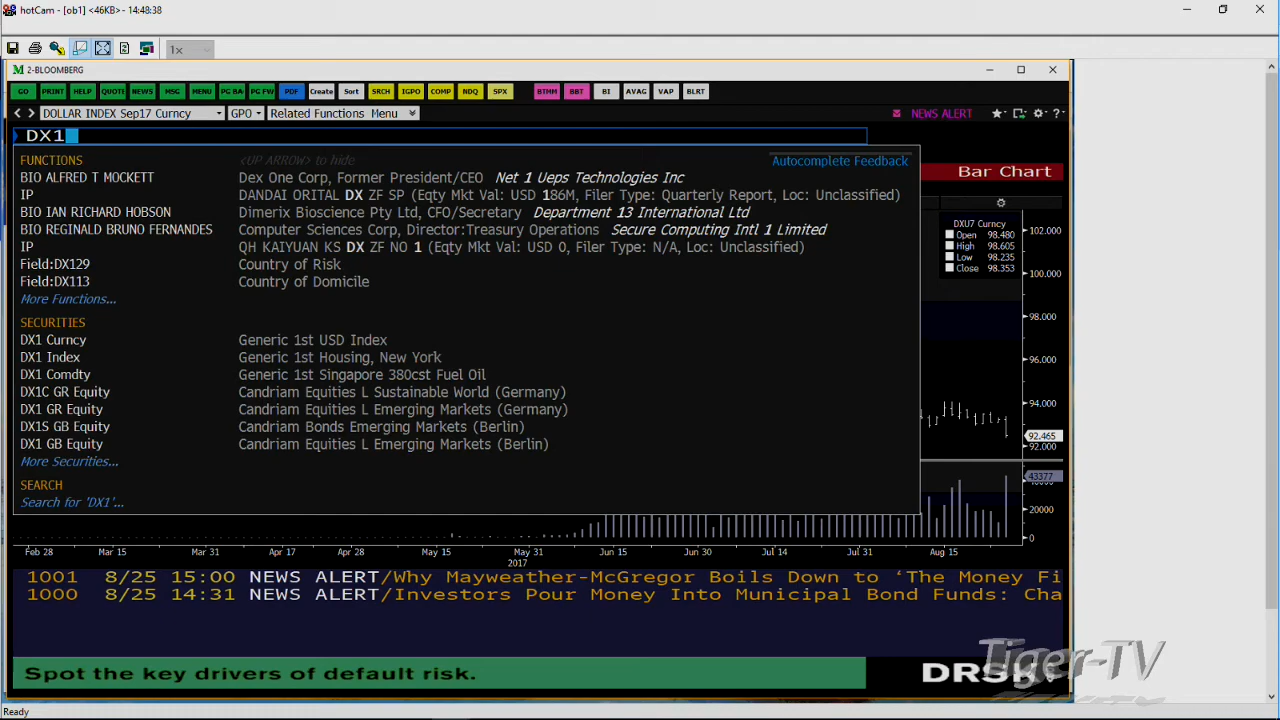 hotCam - [ob1] <46KB> - 14:48:38
1x
M 2-BLOOMBERG
GO PRINT HELP QUOTE NEWS MSG MENU PG BA PG FW PDF Create Sort SRCH IGPO COMP NDQ SPX BTMM BBT BI AVAG VAP BLRT
DOLLAR INDEX Sep17 Curncy GPO Related Functions Menu NEWS ALERT
DX1
FUNCTIONS <UP ARROW> to hide Autocomplete Feedback
BIO ALFRED T MOCKETT Dex One Corp, Former President/CEO Net 1 Ueps Technologies Inc
IP DANDAI ORITAL DX ZF SP (Eqty Mkt Val: USD 186M, Filer Type: Quarterly Report, Loc: Unclassified)
BIO IAN RICHARD HOBSON Dimerix Bioscience Pty Ltd, CFO/Secretary Department 13 International Ltd
BIO REGINALD BRUNO FERNANDES Computer Sciences Corp, Director:Treasury Operations Secure Computing Intl 1 Limited
IP QH KAIYUAN KS DX ZF NO 1 (Eqty Mkt Val: USD 0, Filer Type: N/A, Loc: Unclassified)
Field:DX129 Country of Risk
Field:DX113 Country of Domicile
More Functions...
SECURITIES
DX1 Curncy Generic 1st USD Index
DX1 Index Generic 1st Housing, New York
DX1 Comdty Generic 1st Singapore 380cst Fuel Oil
DX1C GR Equity Candriam Equities L Sustainable World (Germany)
DX1 GR Equity Candriam Equities L Emerging Markets (Germany)
DX1S GB Equity Candriam Bonds Emerging Markets (Berlin)
DX1 GB Equity Candriam Equities L Emerging Markets (Berlin)
More Securities...
SEARCH
Search for 'DX1'...
Bar Chart
DXU7 Curncy
Open 98.480
High 98.605
Low 98.235
Close 98.353
102.000
100.000
98.000
96.000
94.000
92.465
92.000
43377
20000
0
Feb 28 Mar 15 Mar 31 Apr 17 Apr 28 May 15 May 31 Jun 15 Jun 30 Jul 14 Jul 31 Aug 15
2017
1001 8/25 15:00 NEWS ALERT/Why Mayweather-McGregor Boils Down to ‘The Money Fi
1000 8/25 14:31 NEWS ALERT/Investors Pour Money Into Municipal Bond Funds: Cha
Spot the key drivers of default risk. DRSK
Tiger-TV
Ready